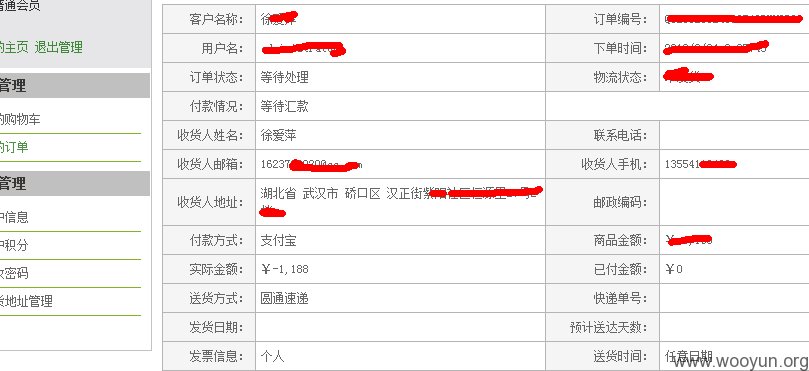 普通会员
的主页 退出管理
管理
的购物车
的订单
管理
户信息
户积分
改密码
货地址管理
客户名称: 徐 订单编号:
用户名: 下单时间:
订单状态: 等待处理 物流状态:
付款情况: 等待汇款
收货人姓名: 徐爱萍 联系电话:
收货人邮箱: 16237 收货人手机: 13554
收货人地址: 湖北省 武汉市 硚口区 汉正街 邮政编码:
付款方式: 支付宝 商品金额:
实际金额: ￥-1,188 已付金额: ￥0
送货方式: 圆通速递 快递单号:
发货日期: 预计送达天数:
发票信息: 个人 送货时间: 任意日期
www.wooyun.org